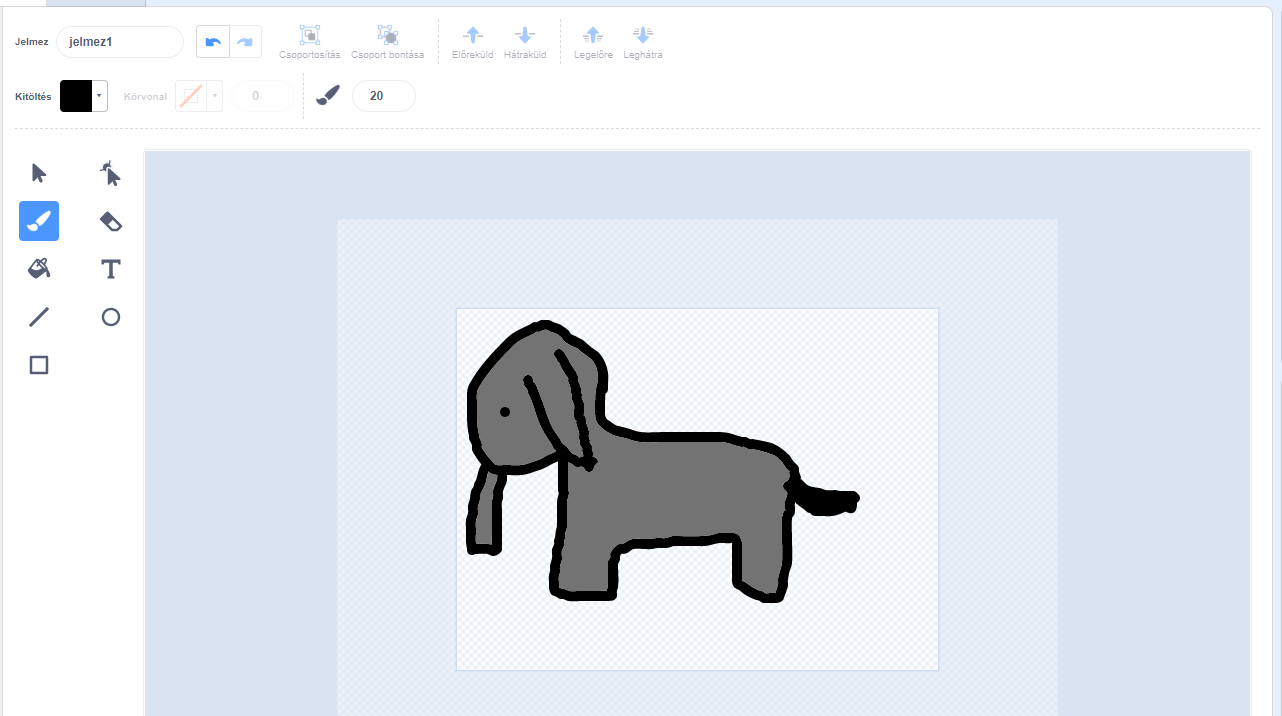 Jelmez jelmez1
Csoportosítás Csoport bontása Előreküld Hátraküld Legelőre Leghátra
Kitöltés Körvonal 0 20
T